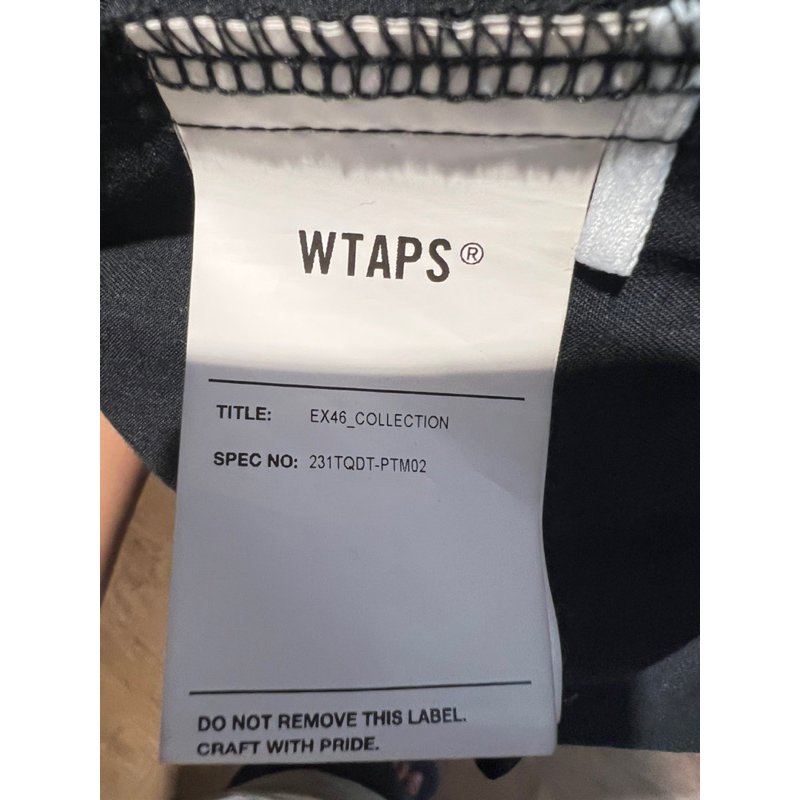 WTAPS®
TITLE: EX46_COLLECTION
SPEC NO: 231TQDT-PTM02
DO NOT REMOVE THIS LABEL.
CRAFT WITH PRIDE.